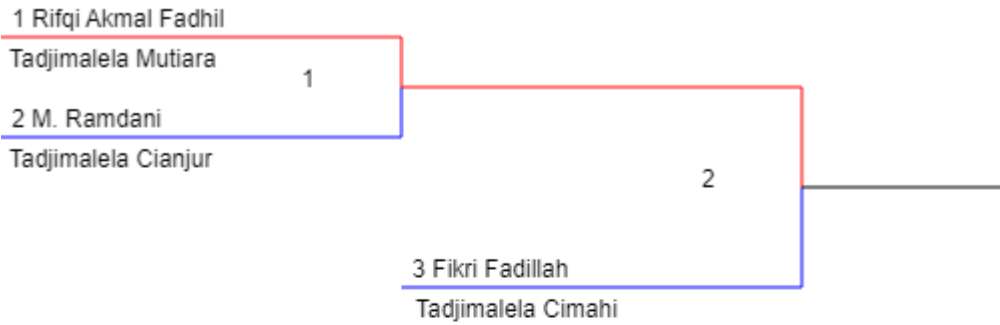 1 Rifqi Akmal Fadhil
Tadjimalela Mutiara
1
2 M. Ramdani
Tadjimalela Cianjur
2
3 Fikri Fadillah
Tadjimalela Cimahi